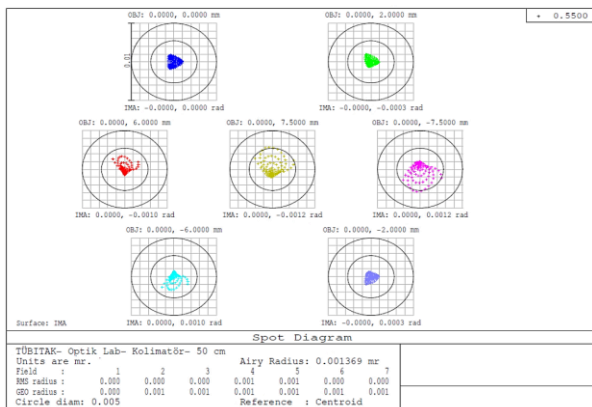 OBJ: 0.0000, 0.0000 mm
OBJ: 0.0000, 2.0000 mm
+ 0.5500
0.01
IMA: -0.0000, 0.0000 rad
IMA: -0.0000, -0.0003 rad
OBJ: 0.0000, 6.0000 mm
OBJ: 0.0000, 7.5000 mm
OBJ: 0.0000, -7.5000 mm
IMA: 0.0000, -0.0010 rad
IMA: 0.0000, -0.0012 rad
IMA: 0.0000, 0.0012 rad
OBJ: 0.0000, -6.0000 mm
OBJ: 0.0000, -2.0000 mm
Surface: IMA
IMA: 0.0000, 0.0010 rad
IMA: -0.0000, 0.0003 rad
Spot Diagram
TÜBITAK- Optik Lab- Kolimatör- 50 cm
Units are mr. Airy Radius: 0.001369 mr
Field : 1 2 3 4 5 6 7
RMS radius : 0.000 0.000 0.000 0.001 0.001 0.000 0.000
GEO radius : 0.000 0.001 0.001 0.001 0.001 0.001 0.001
Circle diam: 0.005 Reference : Centroid